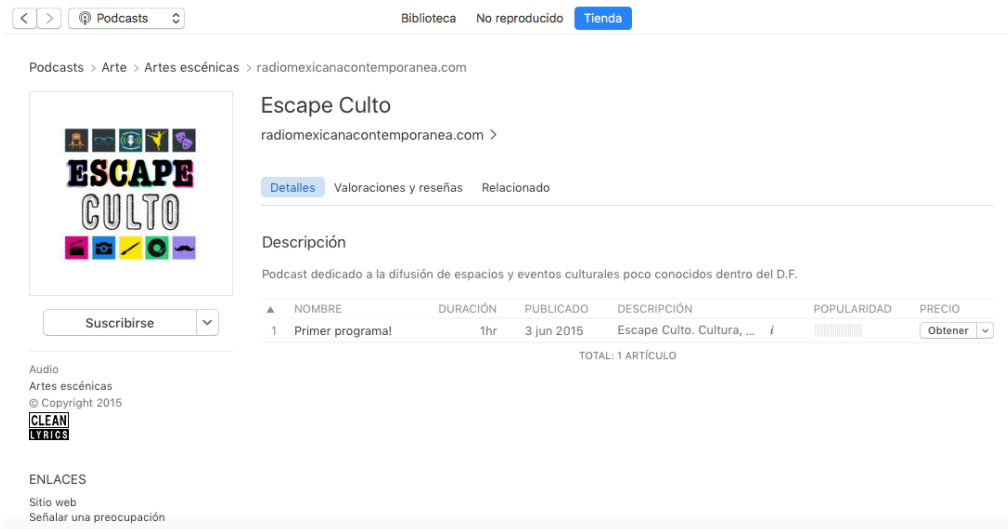 Podcasts
Biblioteca No reproducido Tienda
Podcasts > Arte > Artes escénicas > radiomexicanacontemporanea.com
ESCAPE
CULTO
Escape Culto
radiomexicanacontemporanea.com >
Detalles Valoraciones y reseñas Relacionado
Descripción
Podcast dedicado a la difusión de espacios y eventos culturales poco conocidos dentro del D.F.
NOMBRE DURACIÓN PUBLICADO DESCRIPCIÓN POPULARIDAD PRECIO
1 Primer programa! 1hr 3 jun 2015 Escape Culto. Cultura, ... i Obtener
TOTAL: 1 ARTÍCULO
Suscribirse
Audio
Artes escénicas
© Copyright 2015
CLEAN
LYRICS
ENLACES
Sitio web
Señalar una preocupación